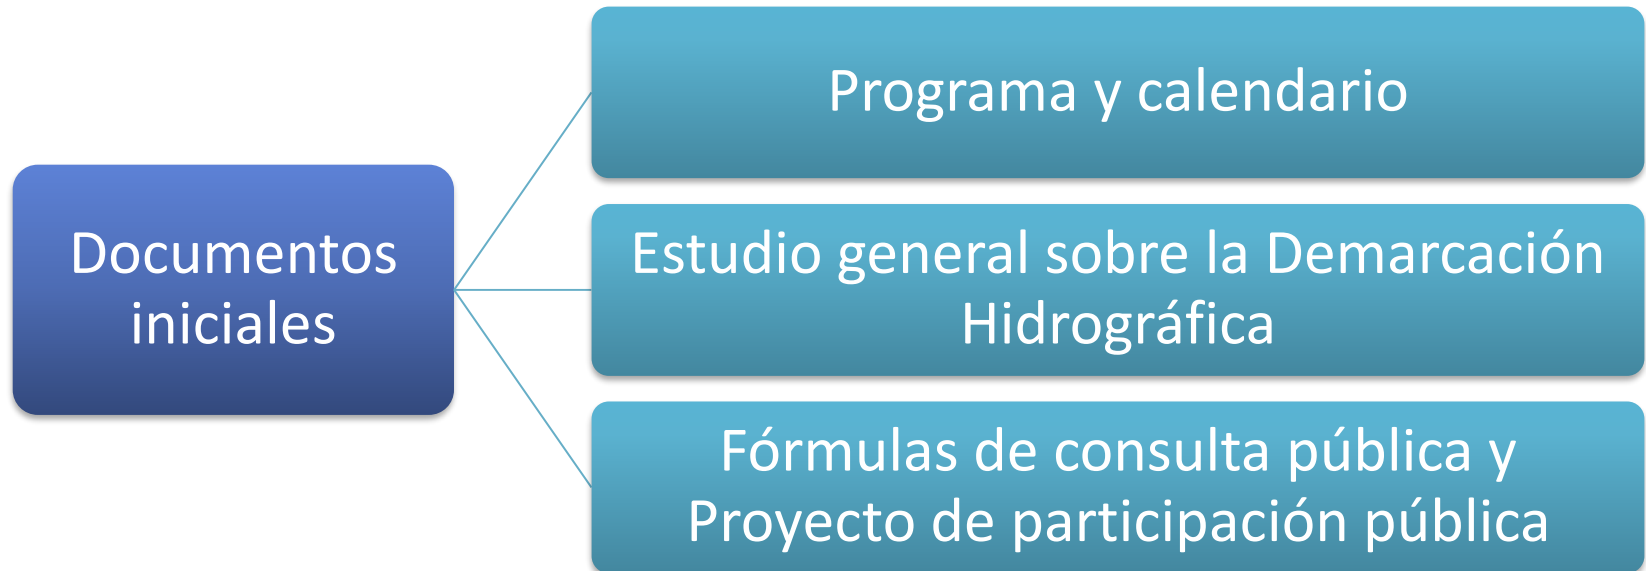 Programa y calendario
Documentos
iniciales
Estudio general sobre la Demarcación
Hidrográfica
Fórmulas de consulta pública y
Proyecto de participación pública